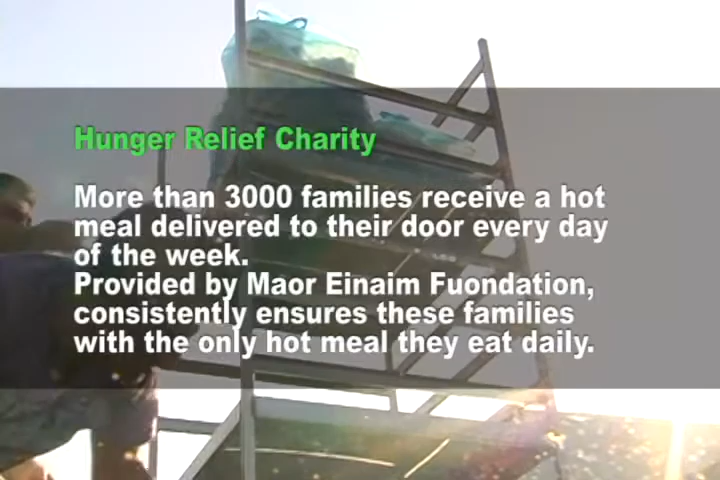 Hunger Relief Charity
More than 3000 families receive a hot
meal delivered to their door every day
of the week.
Provided by Maor Einaim Fuondation,
consistently ensures these families
with the only hot meal they eat daily.